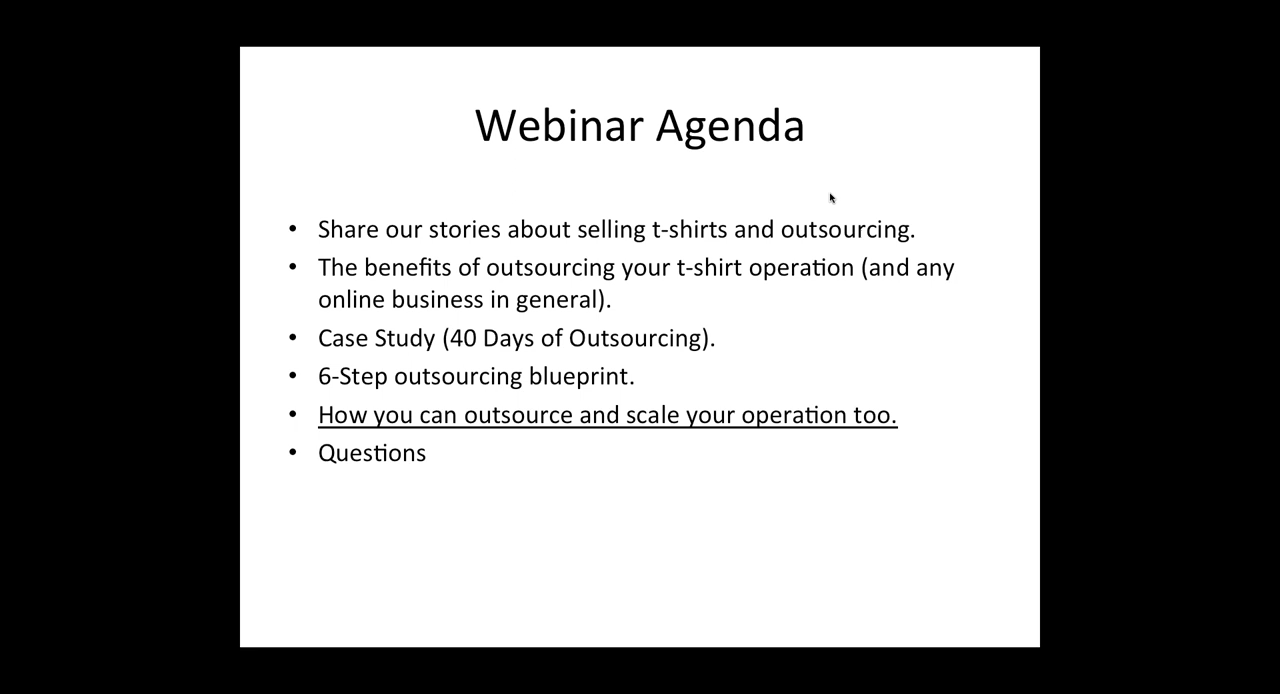 Webinar Agenda
• Share our stories about selling t-shirts and outsourcing.
• The benefits of outsourcing your t-shirt operation (and any
online business in general).
• Case Study (40 Days of Outsourcing).
• 6-Step outsourcing blueprint.
• How you can outsource and scale your operation too.
• Questions